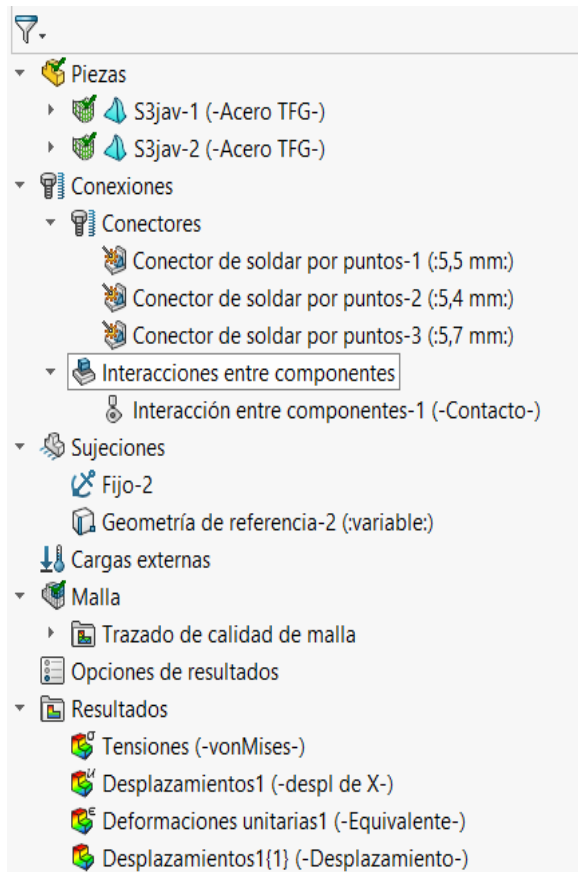 Piezas
S3jav-1 (-Acero TFG-)
S3jav-2 (-Acero TFG-)
Conexiones
Conectores
Conector de soldar por puntos-1 (:5,5 mm:)
Conector de soldar por puntos-2 (:5,4 mm:)
Conector de soldar por puntos-3 (:5,7 mm:)
Interacciones entre componentes
Interacción entre componentes-1 (-Contacto-)
Sujeciones
Fijo-2
Geometría de referencia-2 (:variable:)
Cargas externas
Malla
Trazado de calidad de malla
Opciones de resultados
Resultados
Tensiones (-vonMises-)
Desplazamientos1 (-despl de X-)
Deformaciones unitarias1 (-Equivalente-)
Desplazamientos1{1} (-Desplazamiento-)